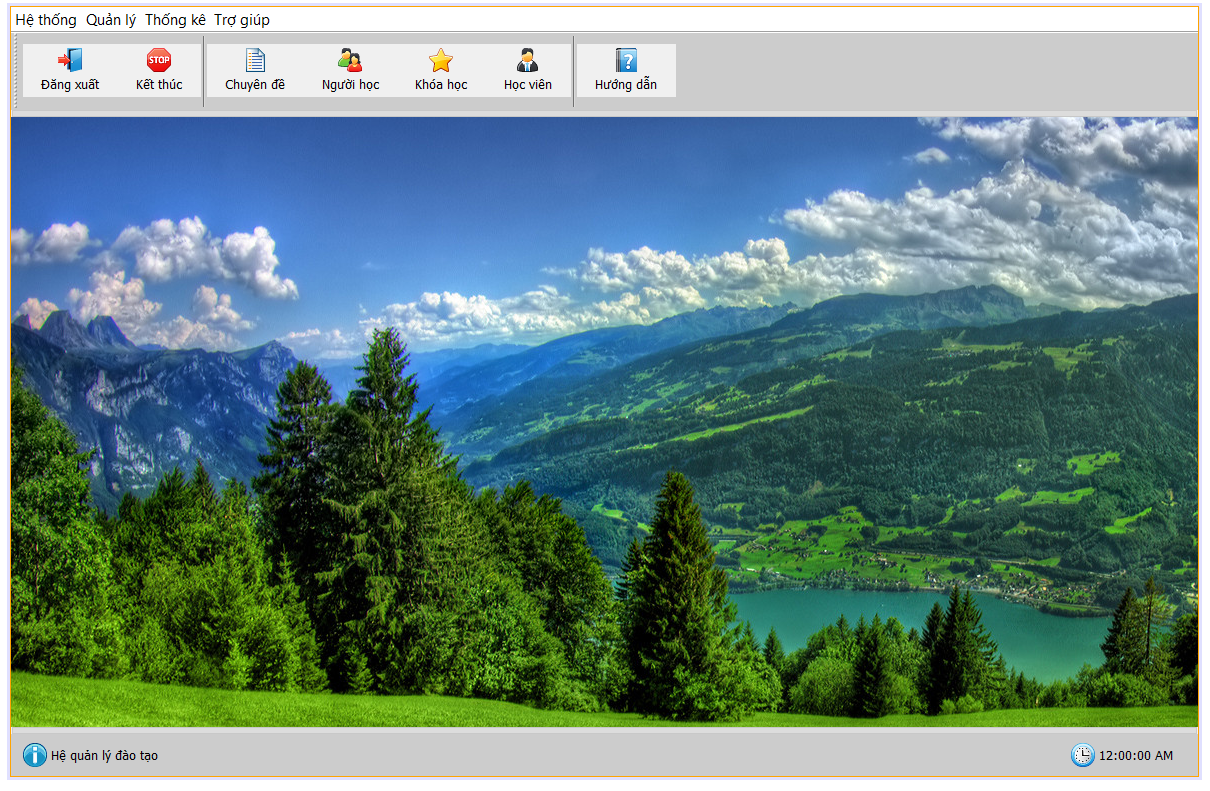 Hệ thống Quản lý Thống kê Trợ giúp
STOP
Đăng xuất Kết thúc Chuyên đề Người học Khóa học Học viên Hướng dẫn
Hệ quản lý đào tạo 12:00:00 AM